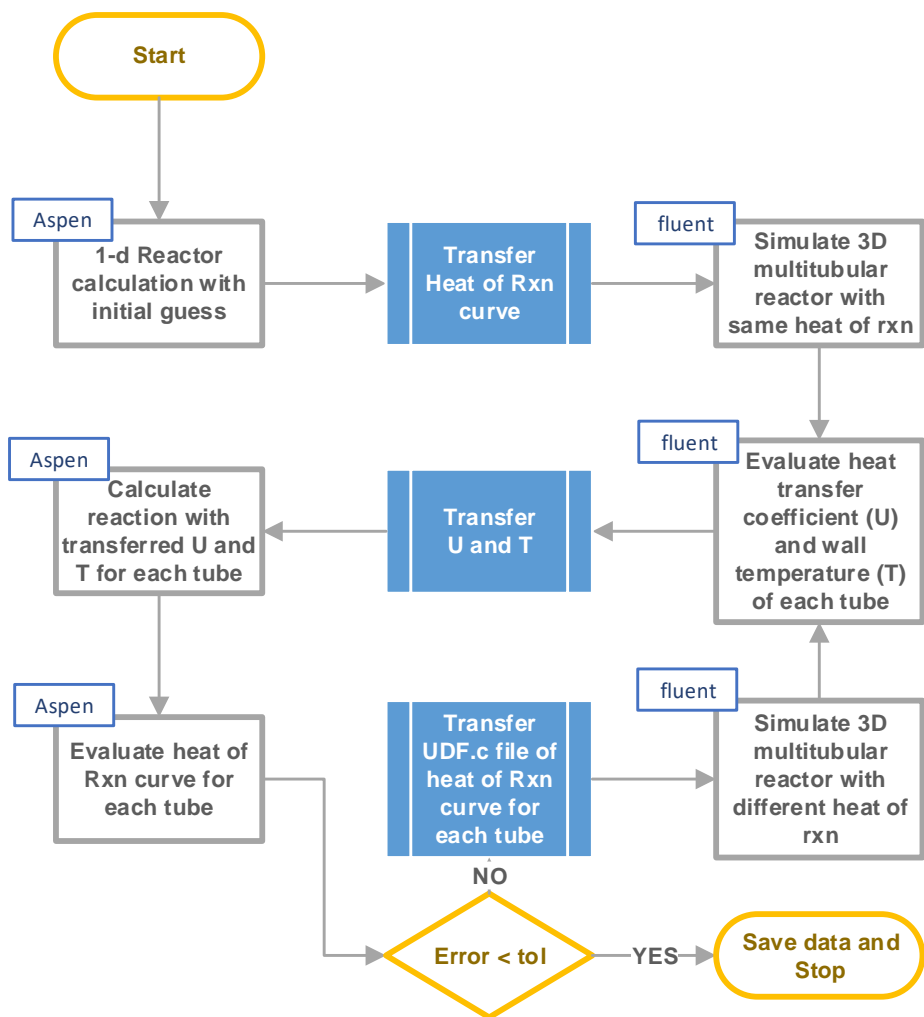 Start
Aspen
1-d Reactor
calculation with
initial guess
Transfer
Heat of Rxn
curve
fluent
Simulate 3D
multitubular
reactor with
same heat of rxn
Aspen
Calculate
reaction with
transferred U and
T for each tube
Transfer
U and T
fluent
Evaluate heat
transfer
coefficient (U)
and wall
temperature (T)
of each tube
Aspen
Evaluate heat of
Rxn curve for
each tube
Transfer
UDF.c file of
heat of Rxn
curve for
each tube
fluent
Simulate 3D
multitubular
reactor with
different heat of
rxn
NO
Error < tol
YES
Save data and
Stop